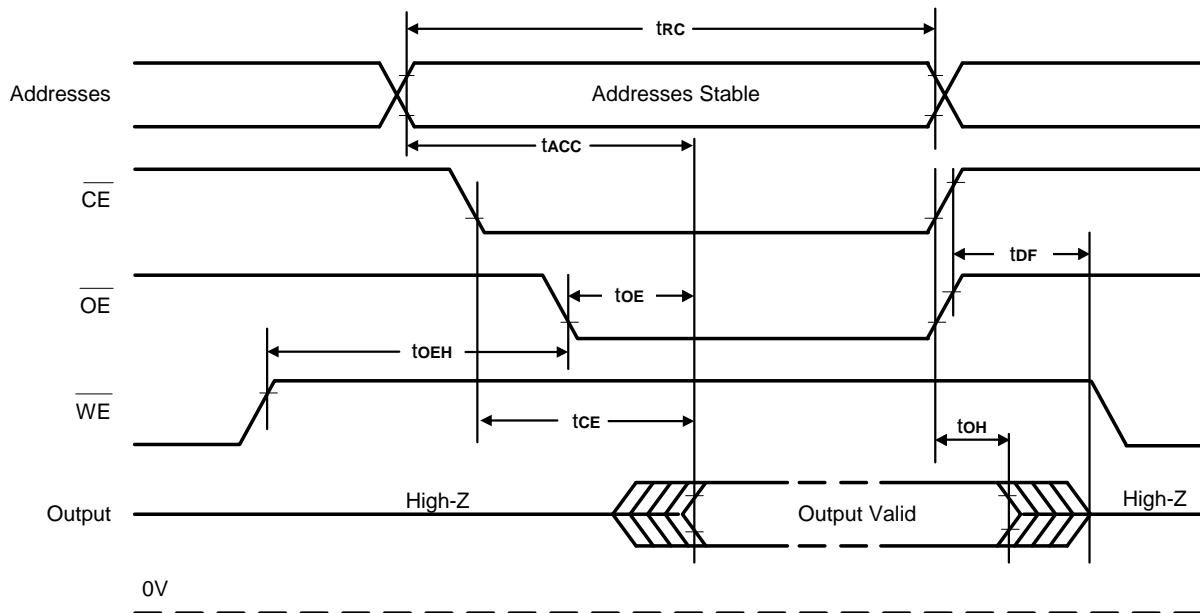 tRC
Addresses
Addresses Stable
tACC
CE
tDF
OE
tOE
tOEH
WE
tCE
tOH
High-Z
Output
Output Valid
High-Z
0V